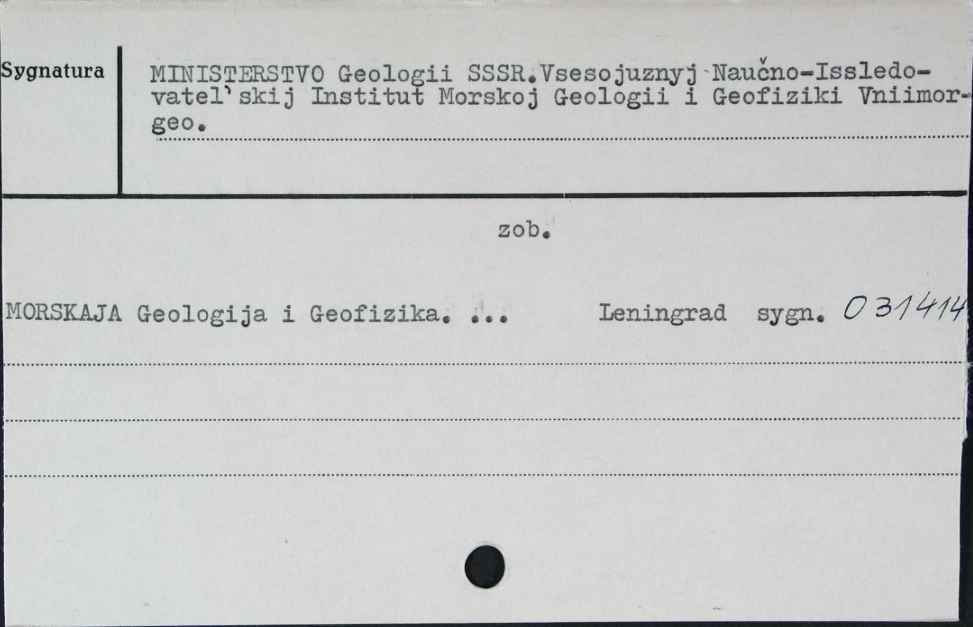 Sygnatura
MINISTERSTVO Geologii SSSR.Vsesojuznyj Naučno-Issledo-
vatel'skij Institut Morskoj Geologii i Geofiziki Vniimor-
geo.
zob.
MORSKAJA Geologija i Geofizika. ... Leningrad sygn. 031414